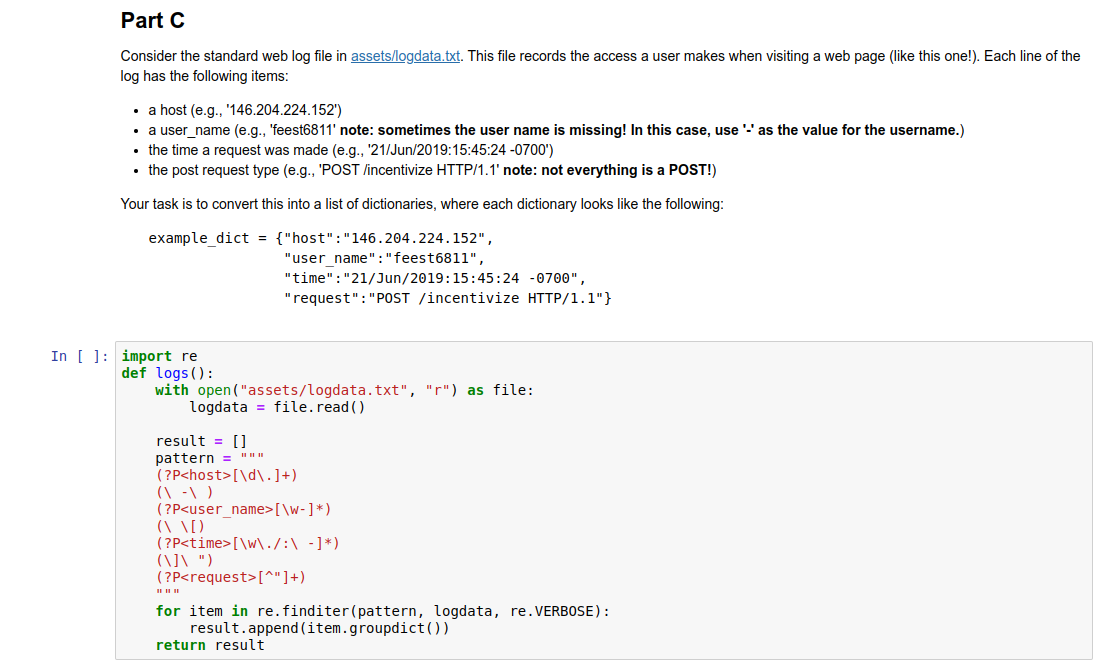 Part C
Consider the standard web log file in assets/logdata.txt. This file records the access a user makes when visiting a web page (like this one!). Each line of the
log has the following items:
• a host (e.g., '146.204.224.152')
• a user_name (e.g., 'feest6811' note: sometimes the user name is missing! In this case, use '-' as the value for the username.)
• the time a request was made (e.g., '21/Jun/2019:15:45:24 -0700')
• the post request type (e.g., 'POST /incentivize HTTP/1.1' note: not everything is a POST!)
Your task is to convert this into a list of dictionaries, where each dictionary looks like the following:
example_dict = {"host":"146.204.224.152",
                "user_name":"feest6811",
                "time":"21/Jun/2019:15:45:24 -0700",
                "request":"POST /incentivize HTTP/1.1"}
In [ ]: import re
def logs():
    with open("assets/logdata.txt", "r") as file:
        logdata = file.read()
    result = []
    pattern = """
    (?P<host>[\d\.]+)
    (\ -\ )
    (?P<user_name>[\w-]*)
    (\ \[)
    (?P<time>[\w\./:\ -]*)
    (\]\ ")
    (?P<request>[^"]+)
    """
    for item in re.finditer(pattern, logdata, re.VERBOSE):
        result.append(item.groupdict())
    return result